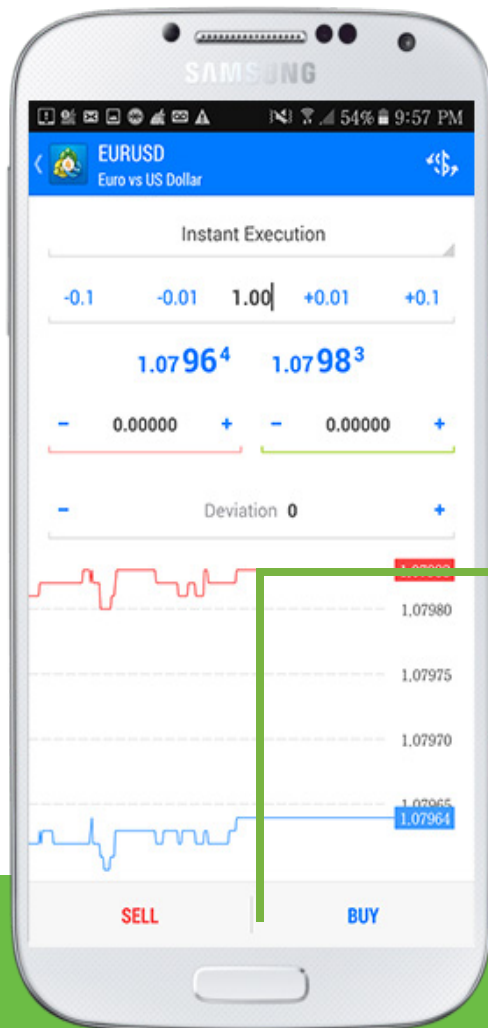 SAMSUNG
54% 9:57 PM
EURUSD
Euro vs US Dollar
Instant Execution
-0.1 -0.01 1.00 +0.01 +0.1
1.07964 1.07983
- 0.00000 + - 0.00000 +
- Deviation 0 +
1.07980
1.07975
1.07970
1.07965
1.07964
SELL BUY